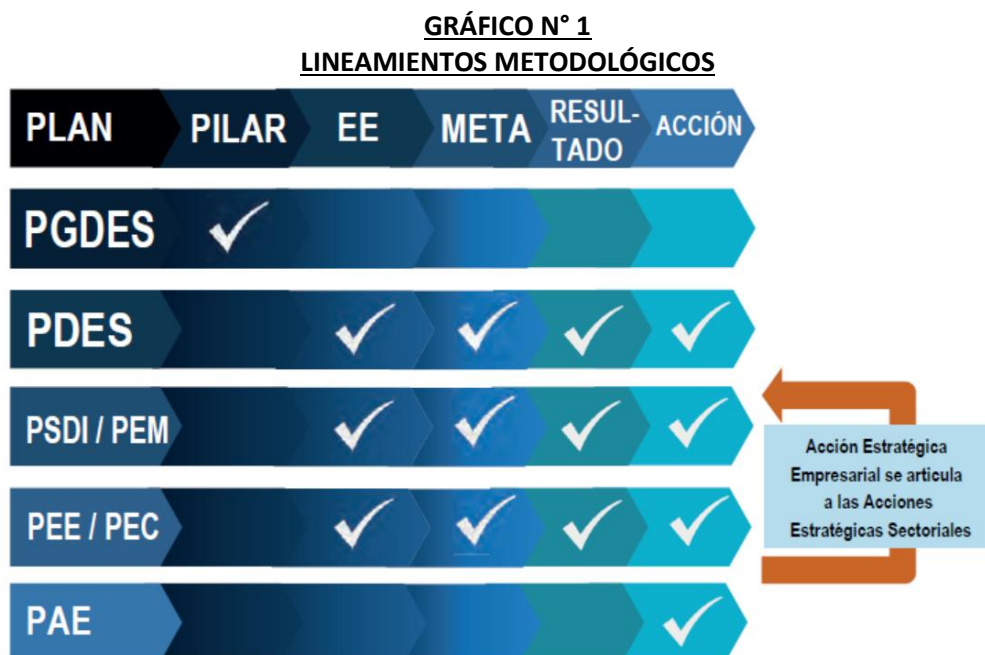 GRÁFICO N° 1
LINEAMIENTOS METODOLÓGICOS
PLAN PILAR EE META RESUL-
TADO ACCIÓN
PGDES
PDES
PSDI / PEM
Acción Estratégica
Empresarial se articula
a las Acciones
Estratégicas Sectoriales
PEE / PEC
PAE